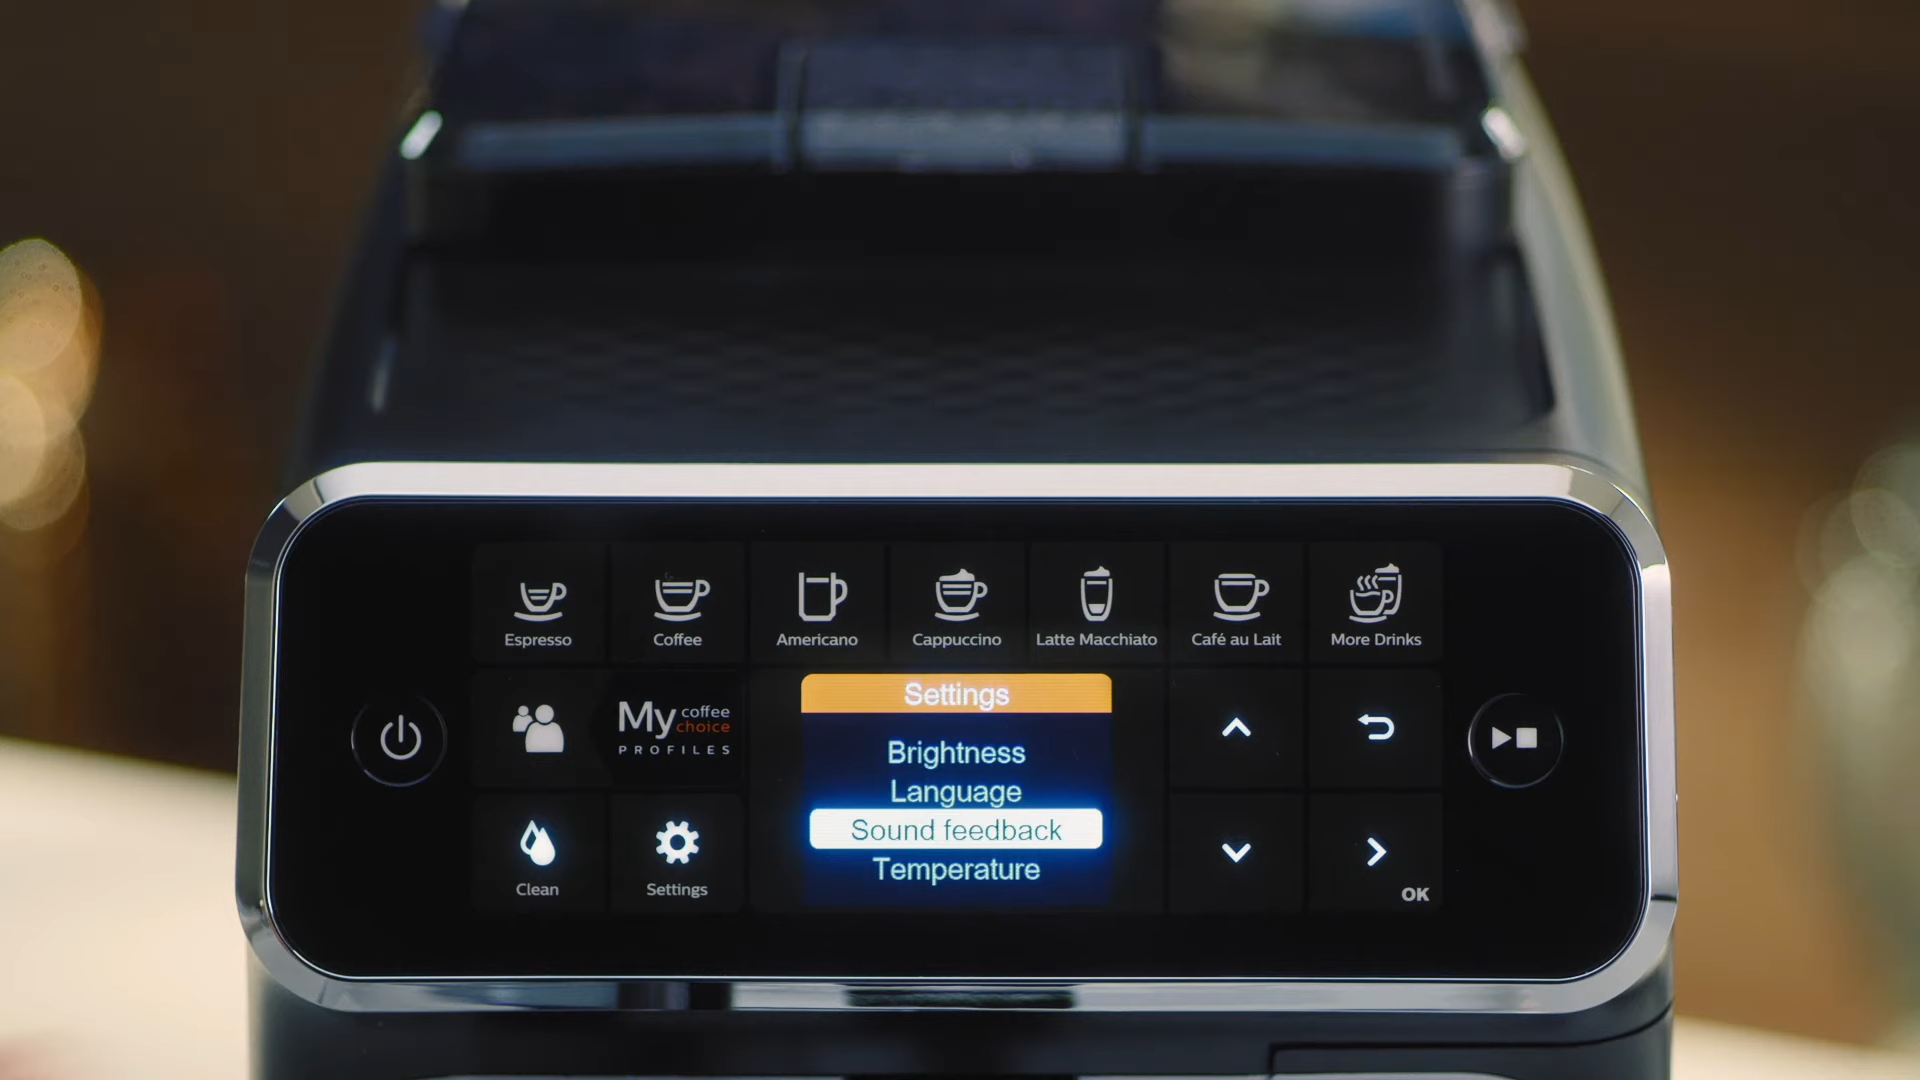 Espresso
Coffee
Americano
Cappuccino
Latte Macchiato
Café au Lait
More Drinks
My coffee choice
PROFILES
Settings
Brightness
Language
Sound feedback
Temperature
Clean
Settings
OK